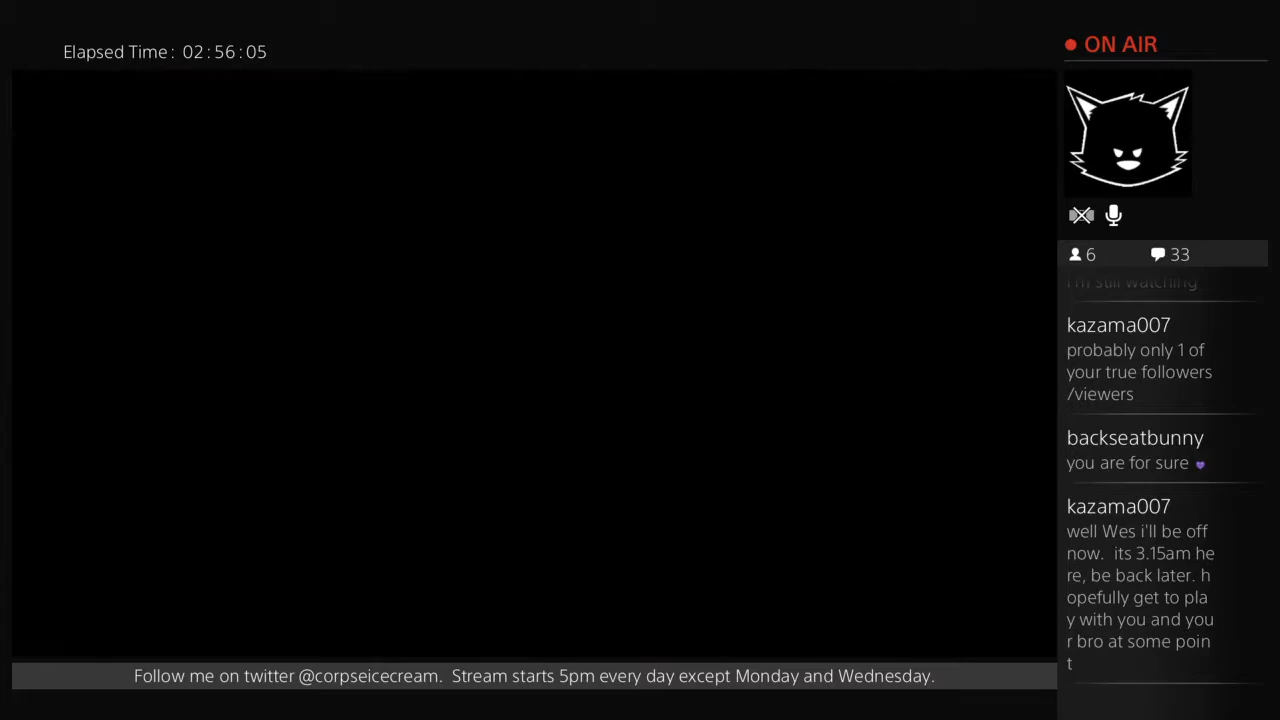 Elapsed Time: 02:56:05
ON AIR
6 33
i'm still watching
kazama007
probably only 1 of
your true followers
/viewers
backseatbunny
you are for sure 💜
kazama007
well Wes i'll be off
now.  its 3.15am he
re, be back later. h
opefully get to pla
y with you and you
r bro at some poin
t
Follow me on twitter @corpseicecream.  Stream starts 5pm every day except Monday and Wednesday.